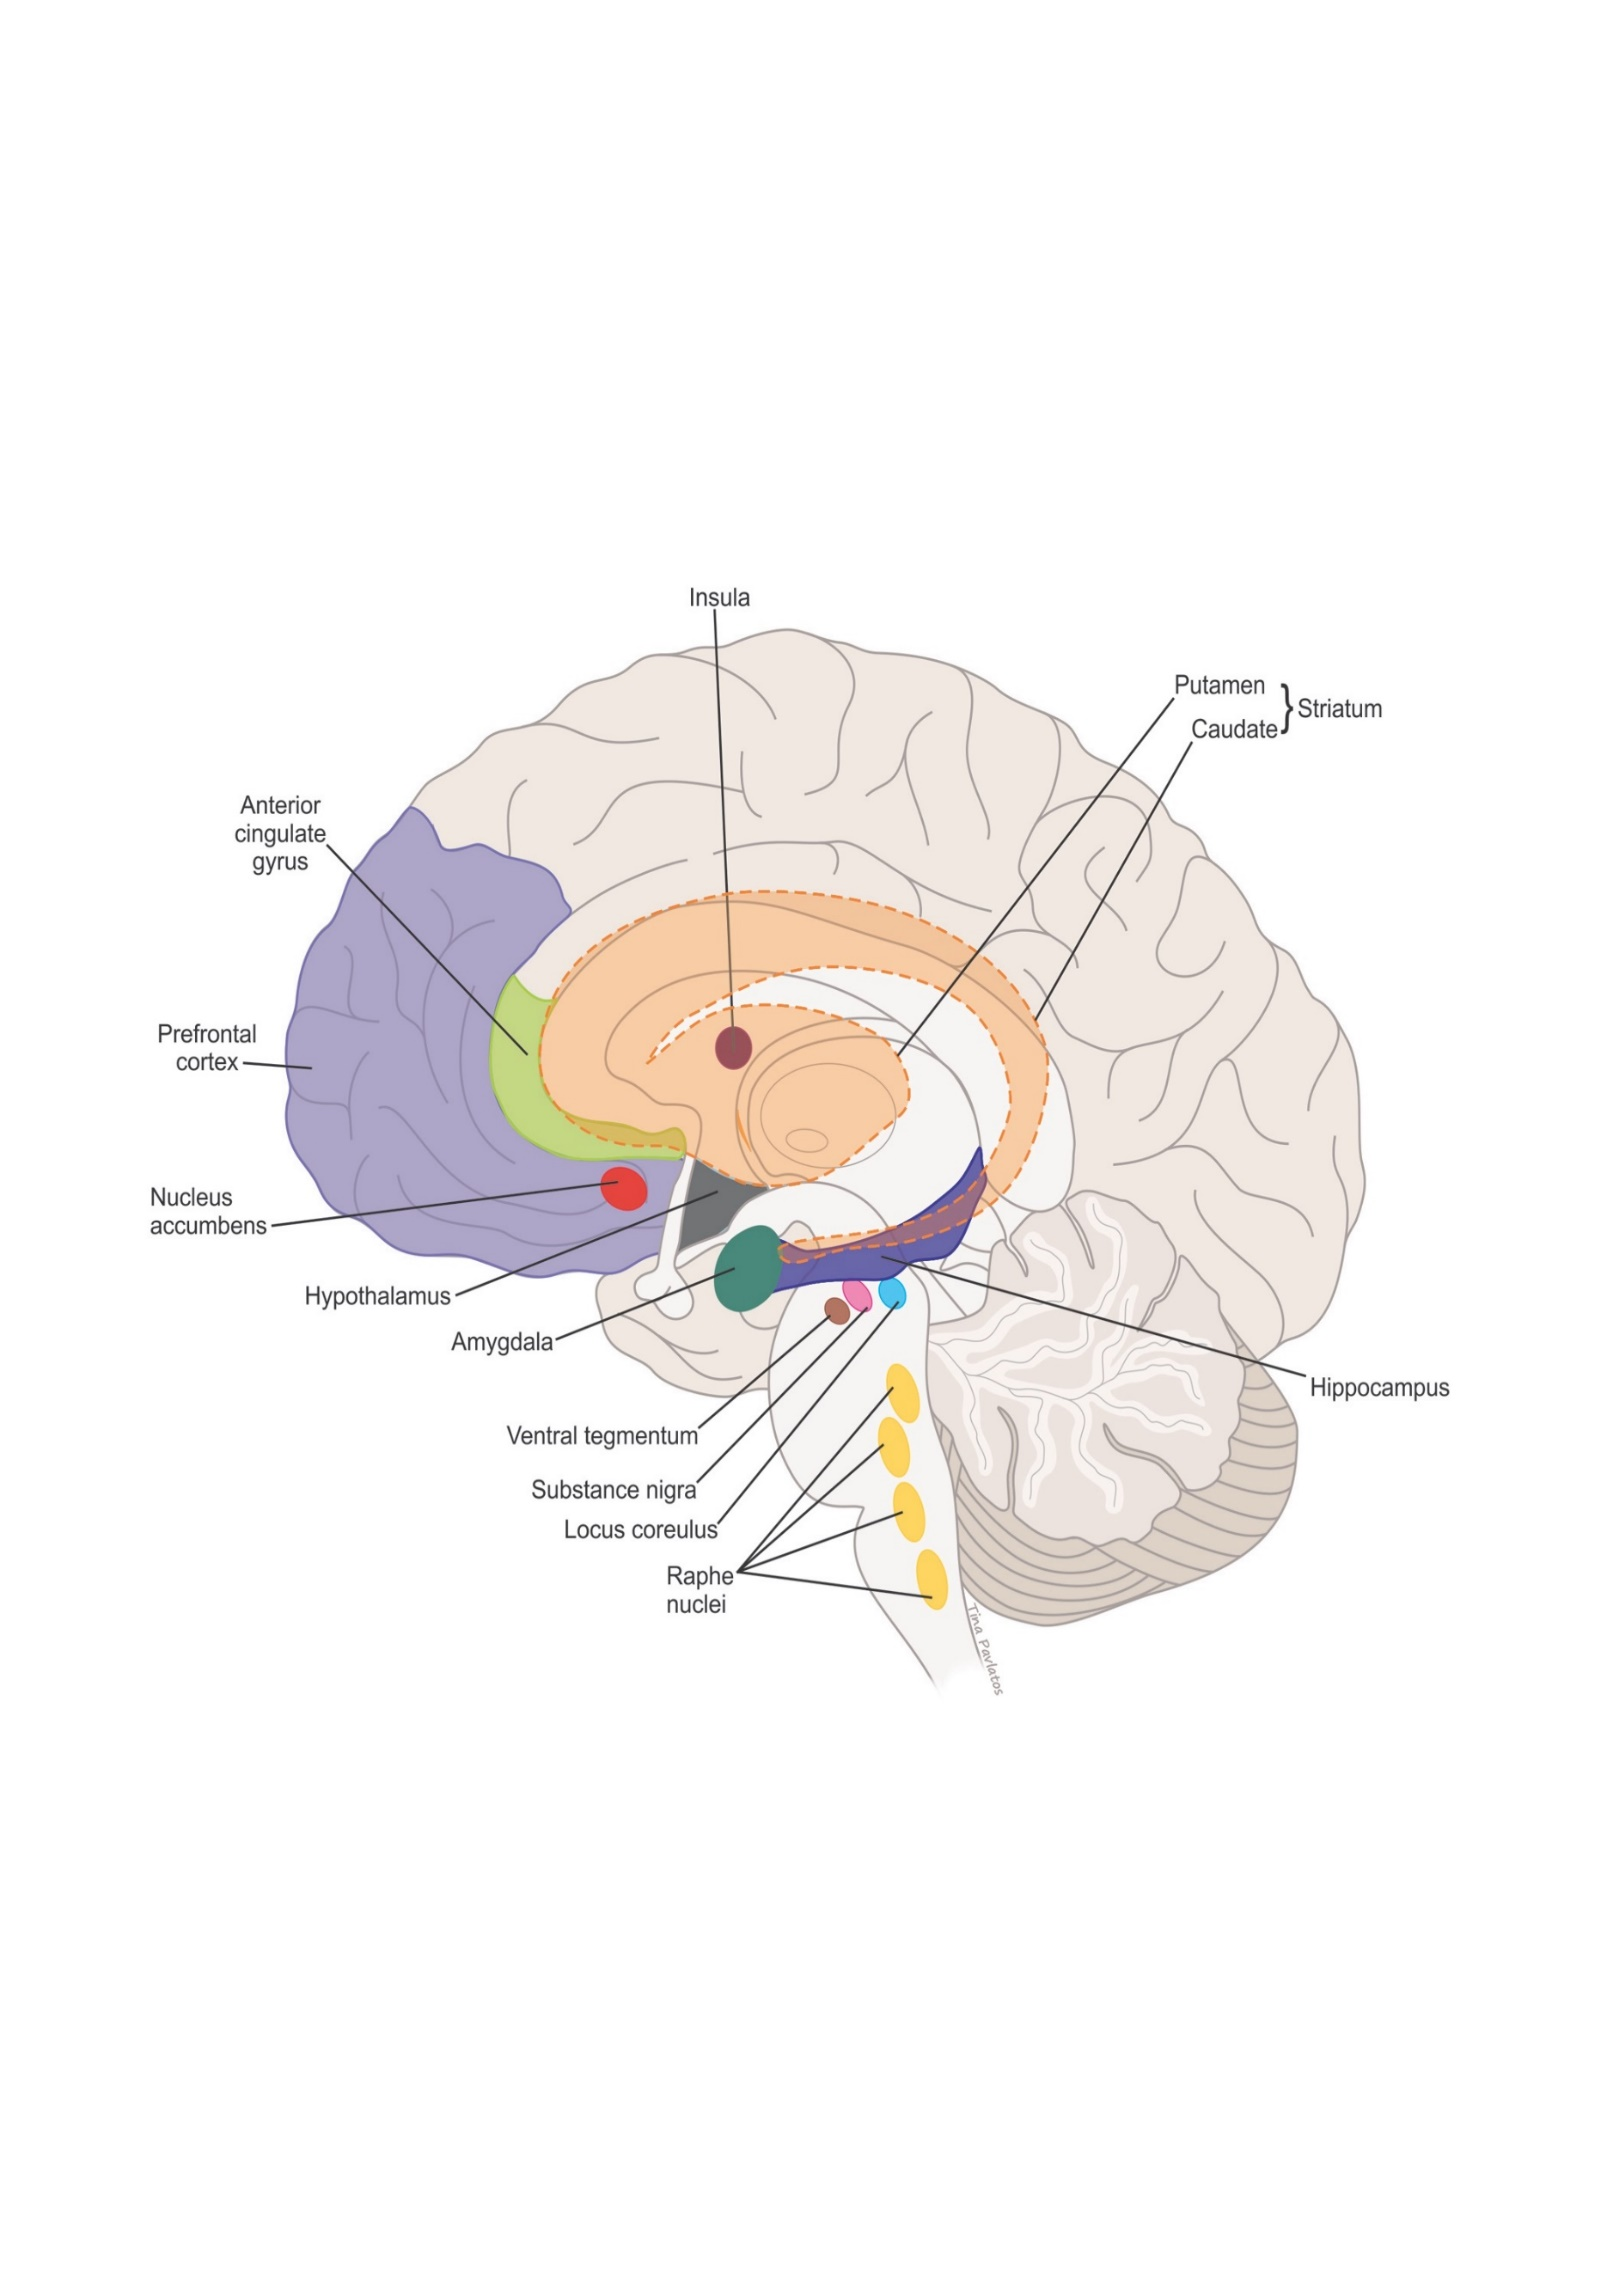 Insula
Putamen
Caudate
} Striatum
Anterior
cingulate
gyrus
Prefrontal
cortex
Nucleus
accumbens
Hypothalamus
Amygdala
Hippocampus
Ventral tegmentum
Substance nigra
Locus coreulus
Raphe
nuclei
Tina Pavlatos